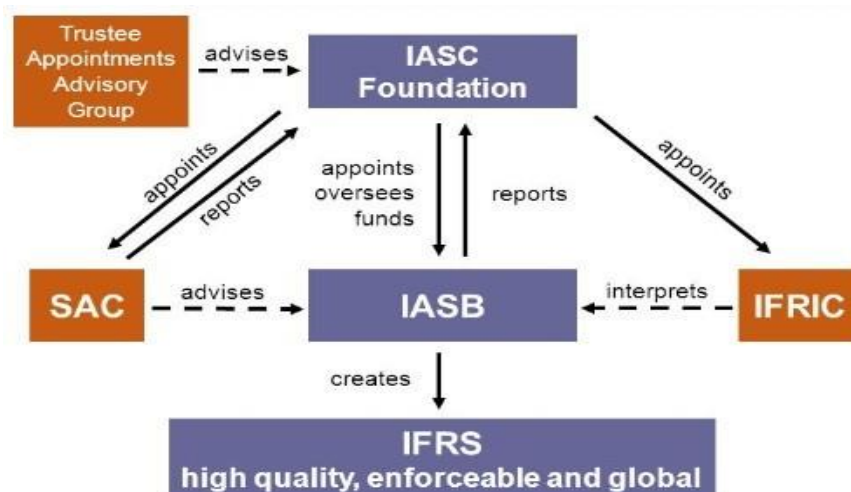 Trustee
Appointments
Advisory
Group
advises
IASC
Foundation
appoints
reports
appoints
oversees
funds
reports
appoints
SAC
advises
IASB
interprets
IFRIC
creates
IFRS
high quality, enforceable and global